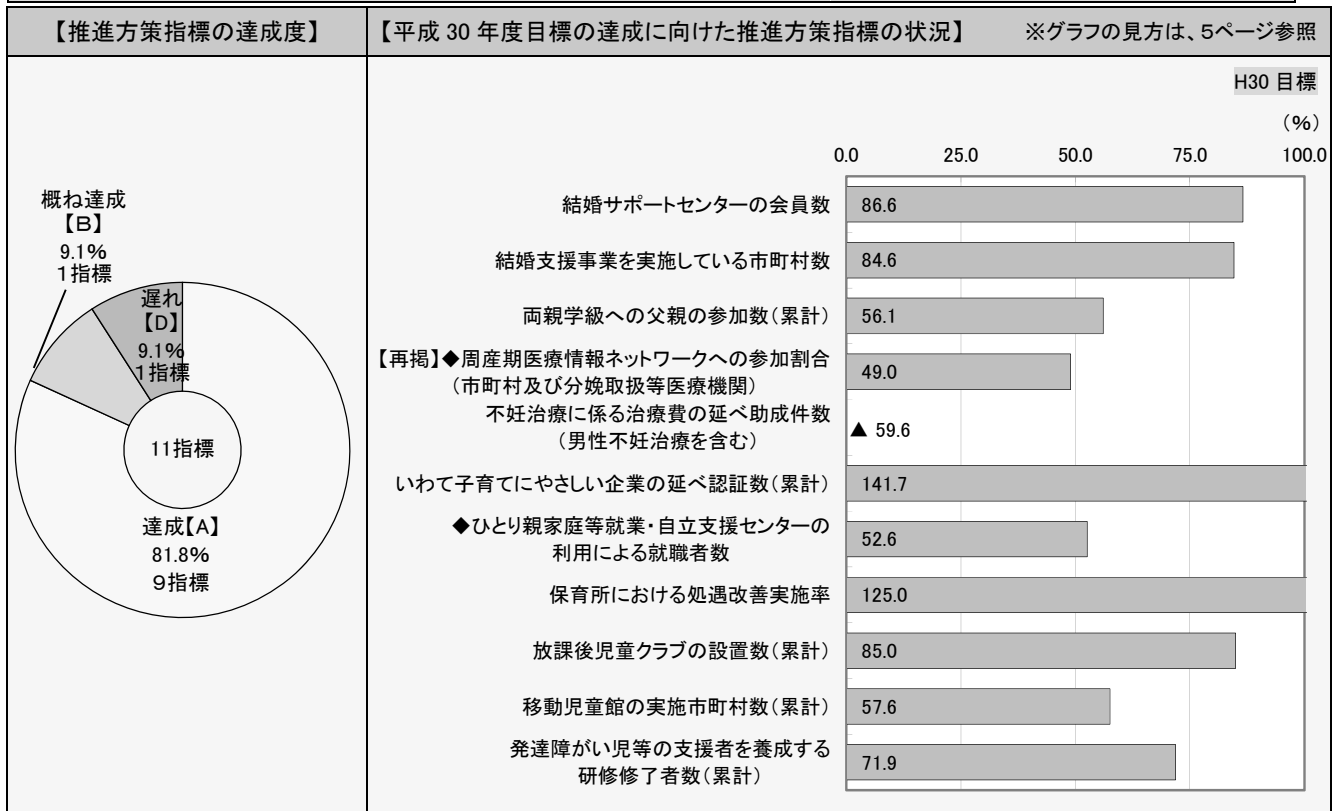 【推進方策指標の達成度】
【平成 30 年度目標の達成に向けた推進方策指標の状況】 ※グラフの見方は、5ページ参照
概ね達成
【B】
9.1%
1指標
遅れ
【D】
9.1%
1指標
11指標
達成【A】
81.8%
9指標
H30 目標
(%)
0.0 25.0 50.0 75.0 100.0
結婚サポートセンターの会員数 86.6
結婚支援事業を実施している市町村数 84.6
両親学級への父親の参加数(累計) 56.1
【再掲】◆周産期医療情報ネットワークへの参加割合
(市町村及び分娩取扱等医療機関) 49.0
不妊治療に係る治療費の延べ助成件数
(男性不妊治療を含む) ▲ 59.6
いわて子育てにやさしい企業の延べ認証数(累計) 141.7
◆ひとり親家庭等就業・自立支援センターの
利用による就職者数 52.6
保育所における処遇改善実施率 125.0
放課後児童クラブの設置数(累計) 85.0
移動児童館の実施市町村数(累計) 57.6
発達障がい児等の支援者を養成する
研修修了者数(累計) 71.9